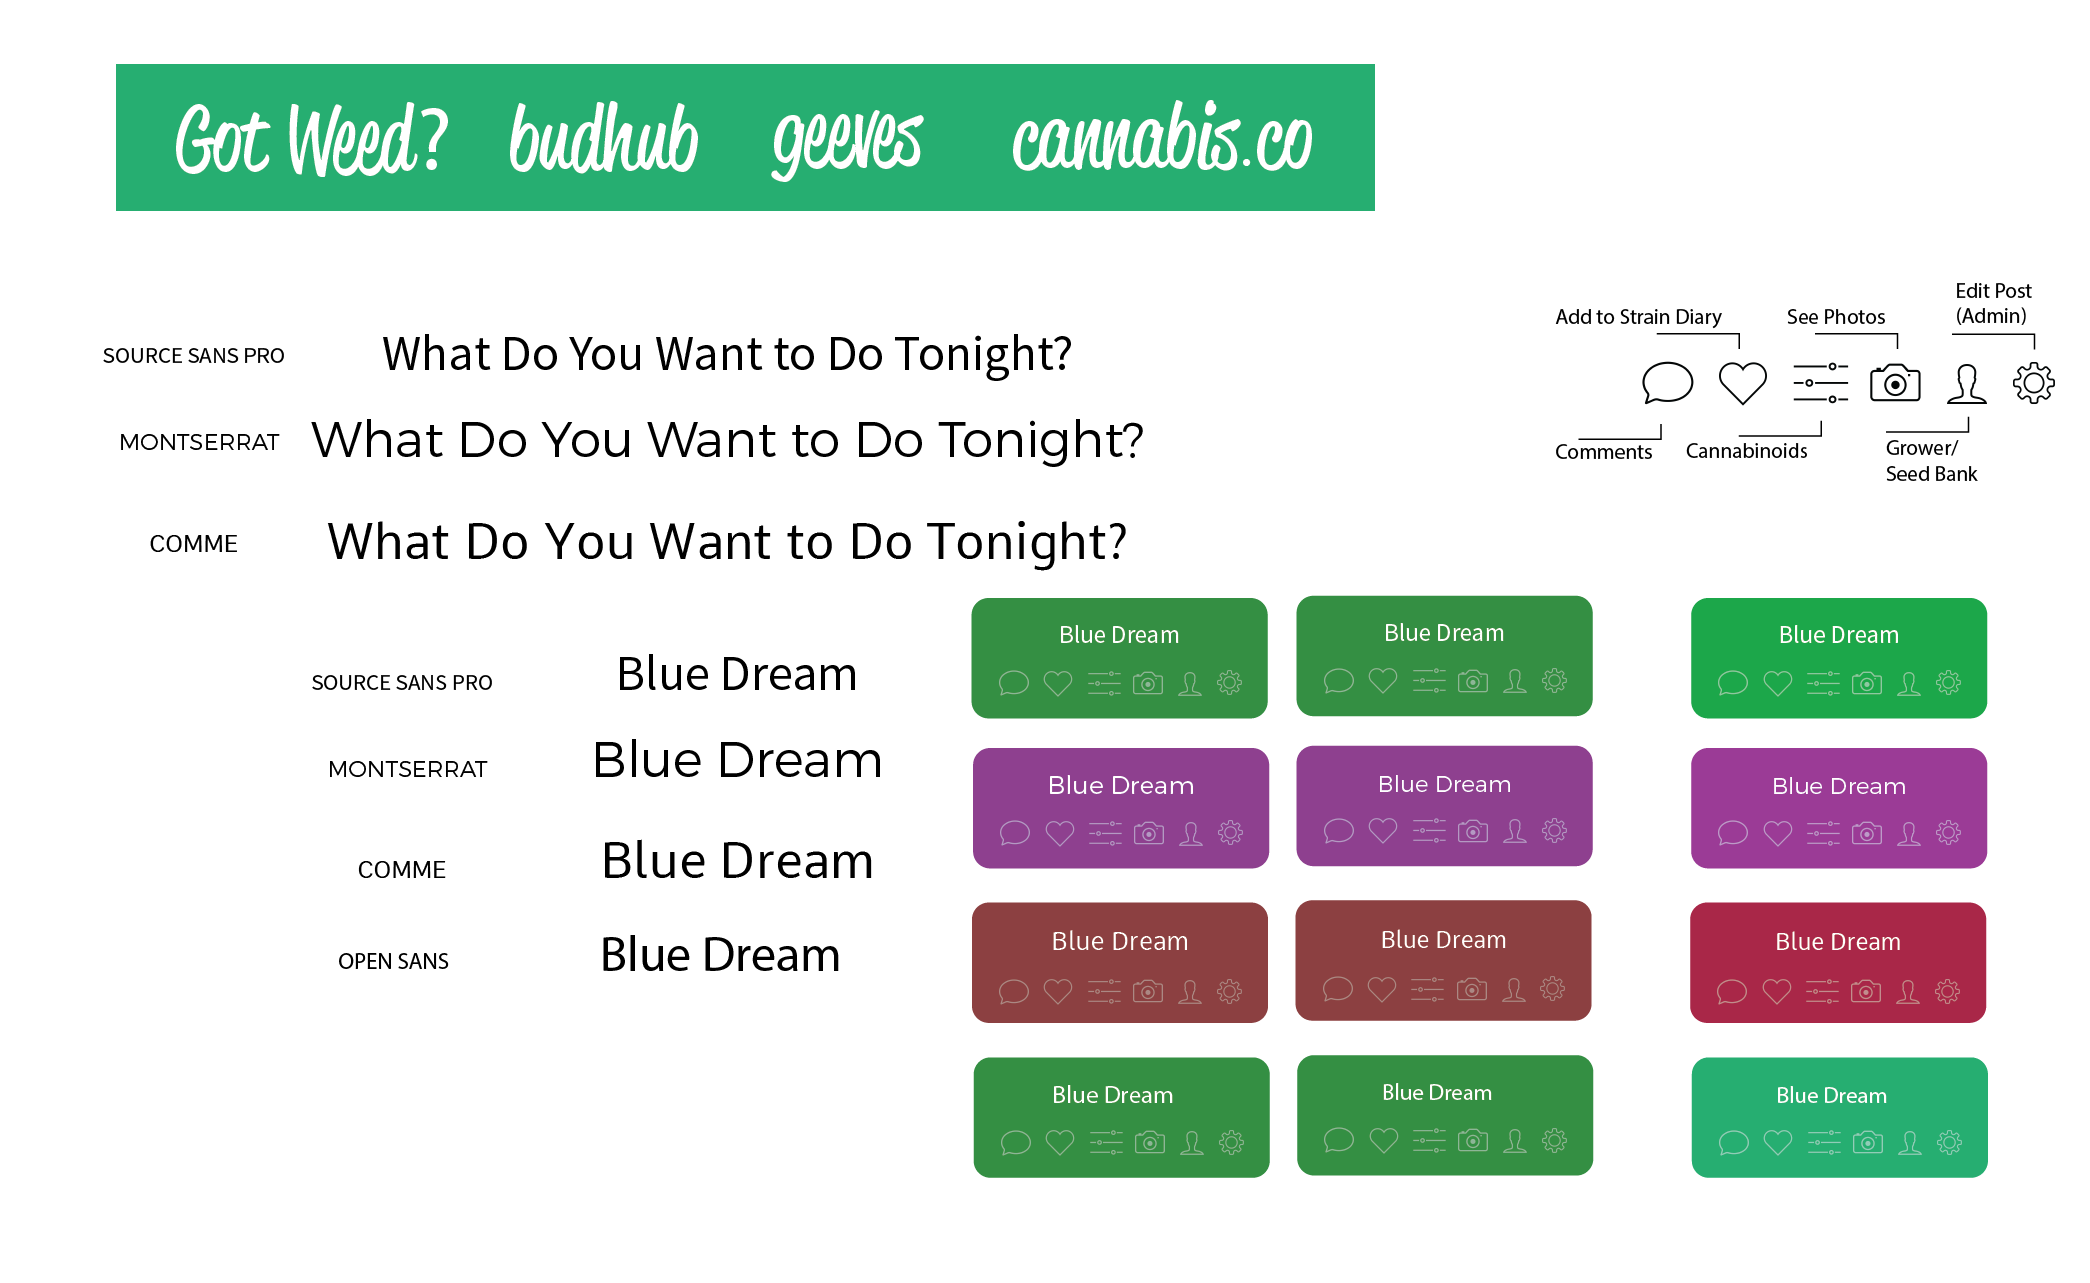 Got Weed? budhub geeves cannabis.co
Edit Post
(Admin)
Add to Strain Diary See Photos
SOURCE SANS PRO What Do You Want to Do Tonight?
MONTSERRAT What Do You Want to Do Tonight?
Comments Cannabinoids Grower/
Seed Bank
COMME What Do You Want to Do Tonight?
SOURCE SANS PRO Blue Dream
MONTSERRAT Blue Dream
COMME Blue Dream
OPEN SANS Blue Dream
Blue Dream Blue Dream Blue Dream
Blue Dream Blue Dream Blue Dream
Blue Dream Blue Dream Blue Dream
Blue Dream Blue Dream Blue Dream